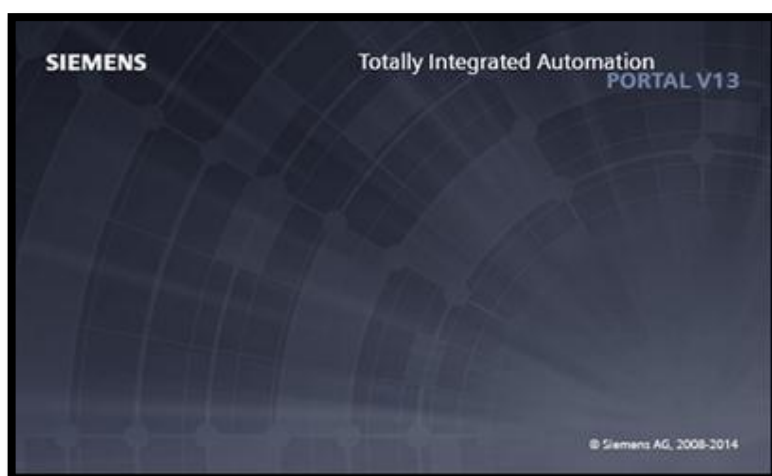 SIEMENS
Totally Integrated Automation
PORTAL V13
© Siemens AG, 2008-2014